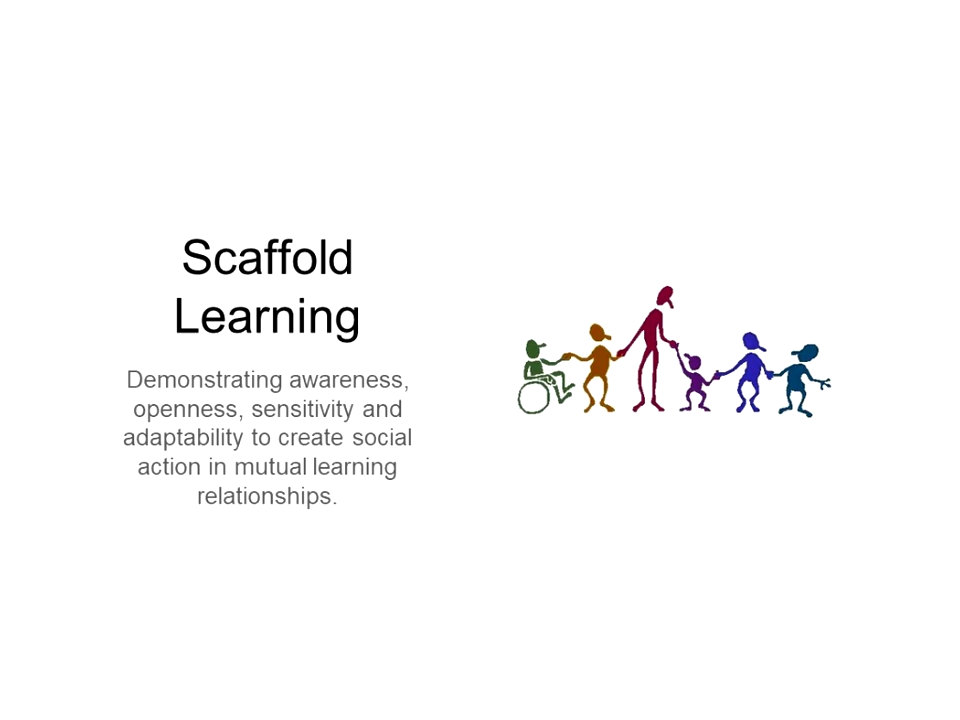 Scaffold
Learning
Demonstrating awareness,
openness, sensitivity and
adaptability to create social
action in mutual learning
relationships.